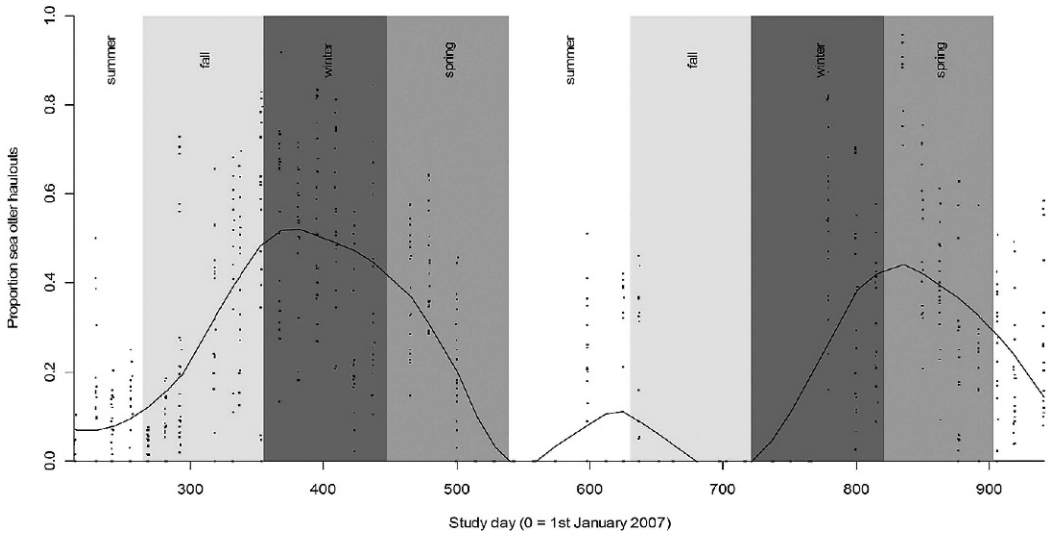 summer
fall
winter
spring
summer
fall
winter
spring
Proportion sea otter haulouts
1.0
0.8
0.6
0.4
0.2
0.0
300 400 500 600 700 800 900
Study day (0 = 1st January 2007)